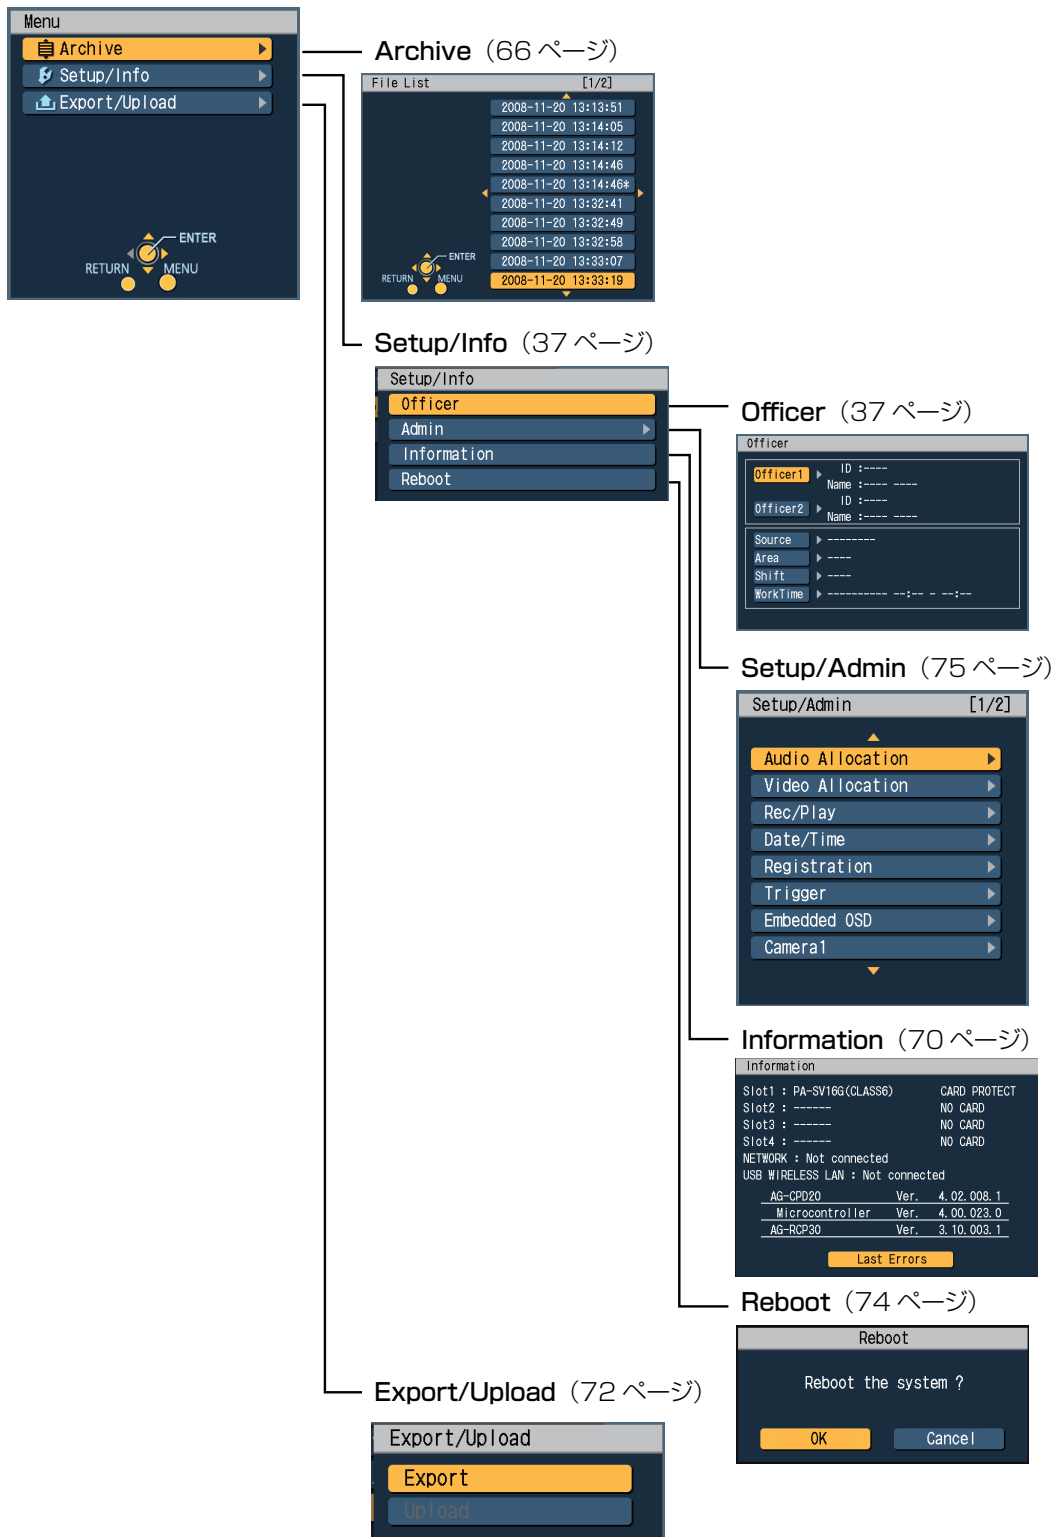 Menu
Archive
Setup/Info
Export/Upload
ENTER
RETURN
MENU
Archive（66 ページ）
File List [1/2]
2008-11-20 13:13:51
2008-11-20 13:14:05
2008-11-20 13:14:12
2008-11-20 13:14:46
2008-11-20 13:14:46*
2008-11-20 13:32:41
2008-11-20 13:32:49
2008-11-20 13:32:58
2008-11-20 13:33:07
2008-11-20 13:33:19
ENTER
RETURN
MENU
Setup/Info（37 ページ）
Setup/Info
Officer
Admin
Information
Reboot
Officer（37 ページ）
Officer
Officer1 ID :----
Name :---- ----
Officer2 ID :----
Name :---- ----
Source --------
Area ----
Shift ----
WorkTime ---------- --:-- - --:--
Setup/Admin（75 ページ）
Setup/Admin [1/2]
Audio Allocation
Video Allocation
Rec/Play
Date/Time
Registration
Trigger
Embedded OSD
Camera1
Information（70 ページ）
Information
Slot1 : PA-SV16G(CLASS6) CARD PROTECT
Slot2 : ------ NO CARD
Slot3 : ------ NO CARD
Slot4 : ------ NO CARD
NETWORK : Not connected
USB WIRELESS LAN : Not connected
AG-CPD20 Ver. 4.02.008.1
Microcontroller Ver. 4.00.023.0
AG-RCP30 Ver. 3.10.003.1
Last Errors
Reboot（74 ページ）
Reboot
Reboot the system ?
OK Cancel
Export/Upload（72 ページ）
Export/Upload
Export
Upload